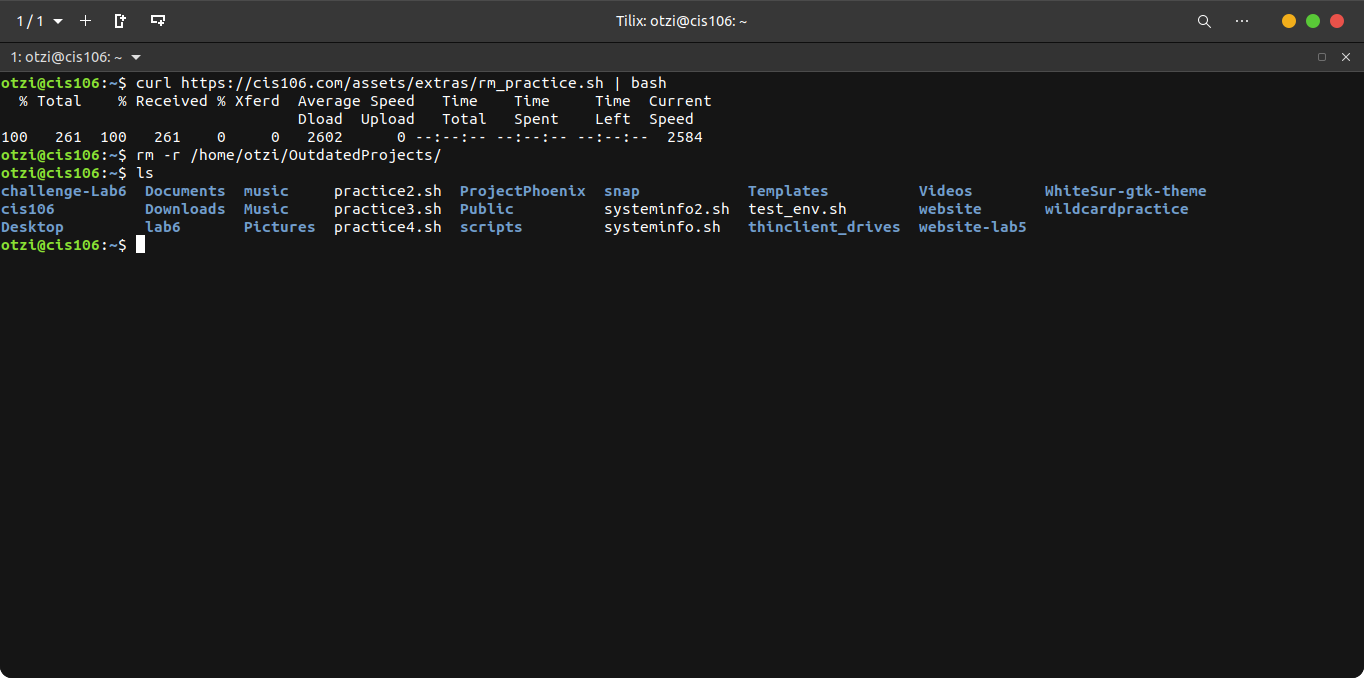 1 / 1
Tilix: otzi@cis106: ~
1: otzi@cis106: ~
otzi@cis106:~$ curl https://cis106.com/assets/extras/rm_practice.sh | bash
  % Total    % Received % Xferd  Average Speed   Time    Time     Time  Current
                                 Dload  Upload   Total   Spent    Left  Speed
100   261  100   261    0     0   2602      0 --:--:-- --:--:-- --:--:--  2584
otzi@cis106:~$ rm -r /home/otzi/OutdatedProjects/
otzi@cis106:~$ ls
challenge-Lab6  Documents  music     practice2.sh  ProjectPhoenix  snap            Templates         Videos        WhiteSur-gtk-theme
cis106          Downloads  Music     practice3.sh  Public          systeminfo2.sh  test_env.sh       website       wildcardpractice
Desktop         lab6       Pictures  practice4.sh  scripts         systeminfo.sh   thinclient_drives  website-lab5
otzi@cis106:~$